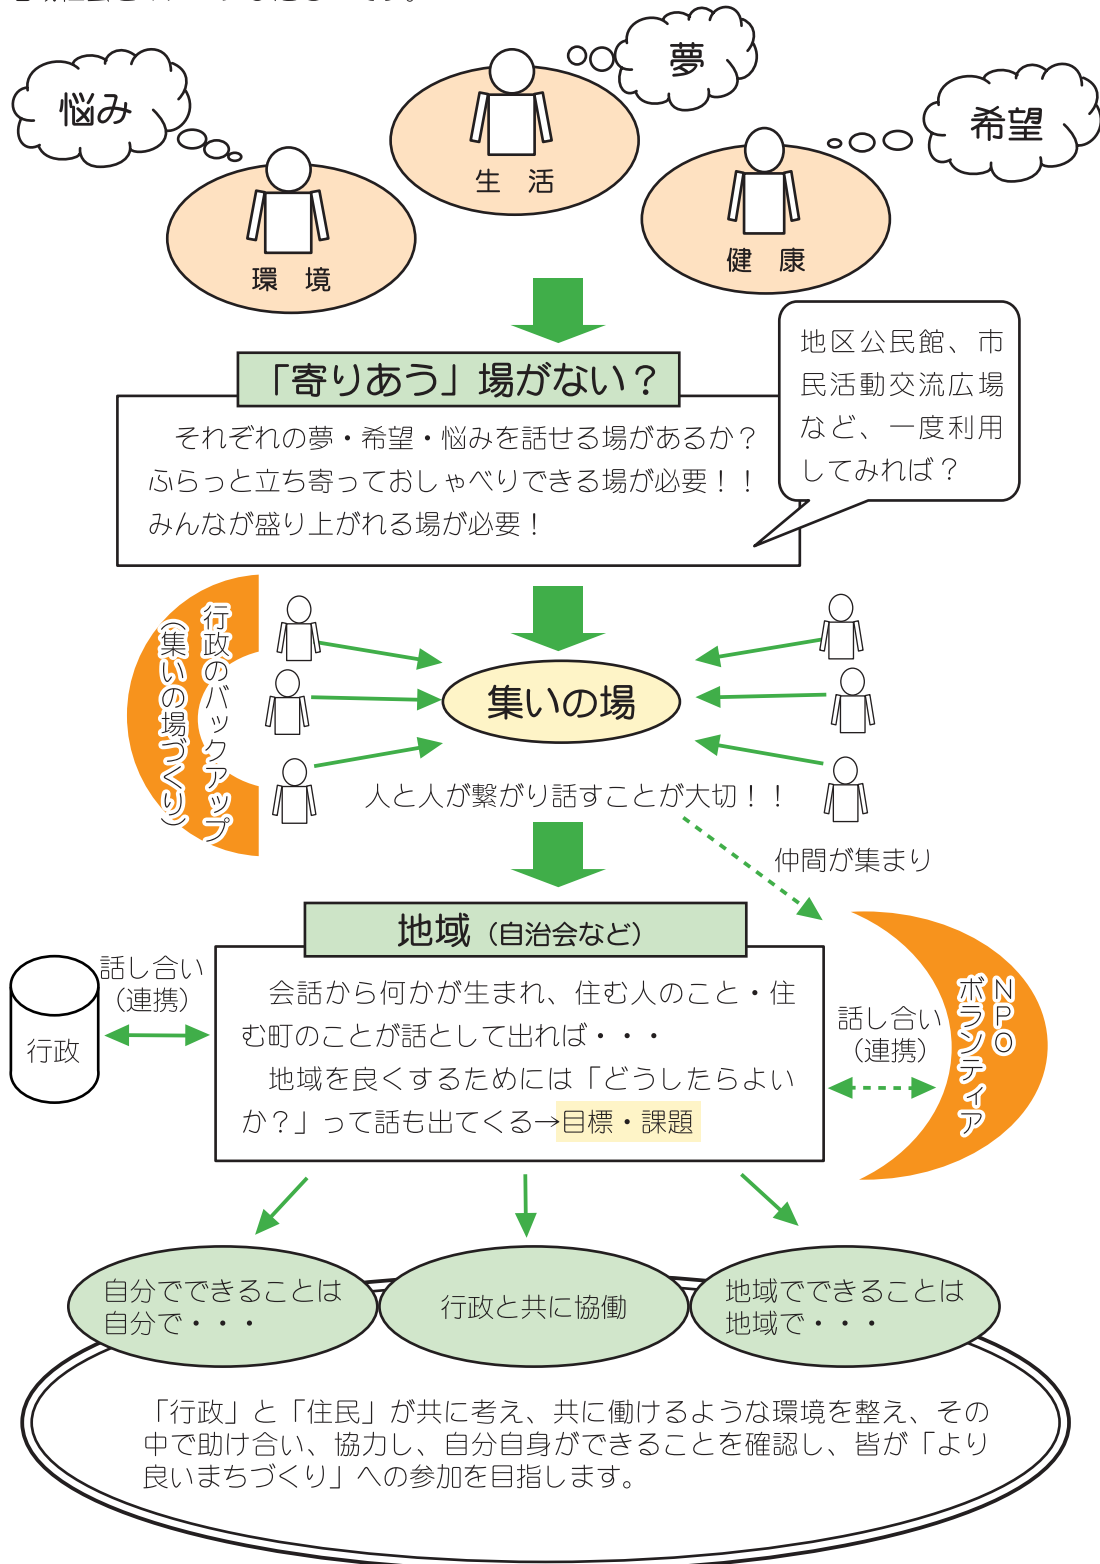 夢
悩み
希望
生　活
環　境
健　康
「寄りあう」場がない？
地区公民館、市
民活動交流広場
など、一度利用
してみれば？
それぞれの夢・希望・悩みを話せる場があるか？
ふらっと立ち寄っておしゃべりできる場が必要！！
みんなが盛り上がれる場が必要！
行政のバックアップ
（集いの場づくり）
集いの場
人と人が繋がり話すことが大切！！
仲間が集まり
地域（自治会など）
話し合い
（連携）
行政
会話から何かが生まれ、住む人のこと・住
む町のことが話として出れば・・・
地域を良くするためには「どうしたらよい
か？」って話も出てくる→目標・課題
話し合い
（連携）
ＮＰＯ
ボランティア
自分でできることは
自分で・・・
行政と共に協働
地域でできることは
地域で・・・
「行政」と「住民」が共に考え、共に働けるような環境を整え、その
中で助け合い、協力し、自分自身ができることを確認し、皆が「より
良いまちづくり」への参加を目指します。